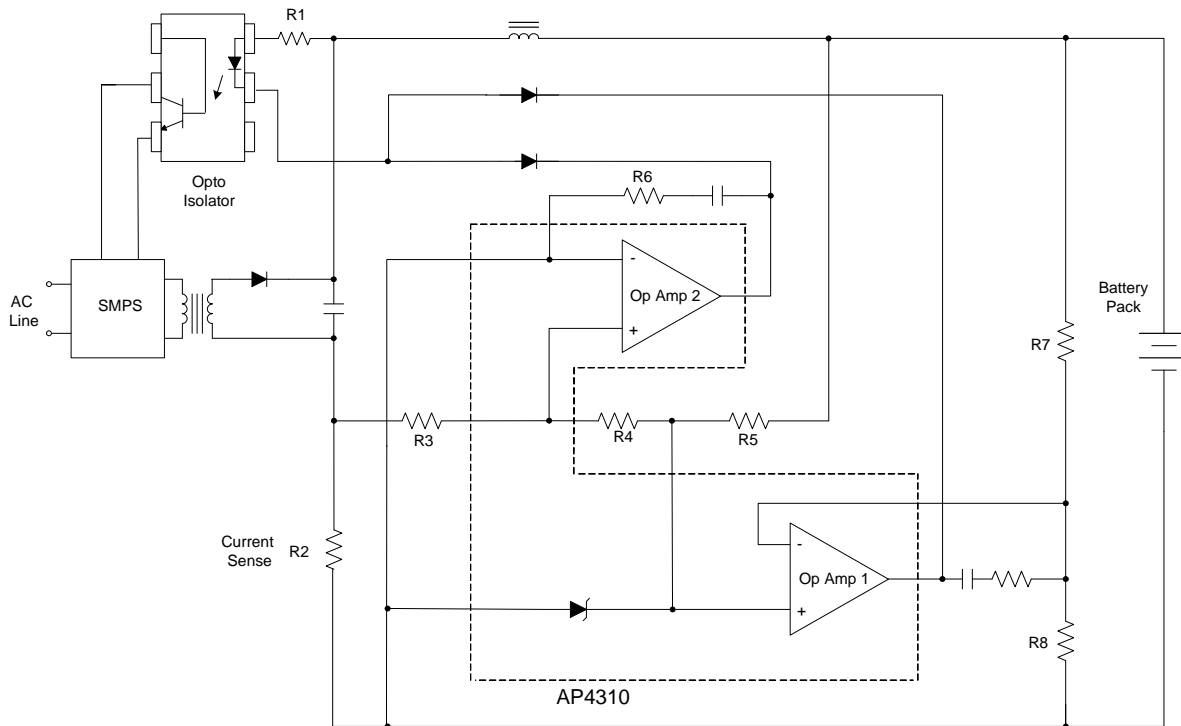 R1
Opto
Isolator
R6
-
Op Amp 2
+
AC
Line
SMPS
Battery
Pack
R7
R3
R4
R5
Current
Sense
R2
-
Op Amp 1
+
R8
AP4310